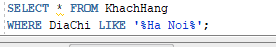 SELECT * FROM KhachHang
WHERE DiaChi LIKE '%Ha Noi%';